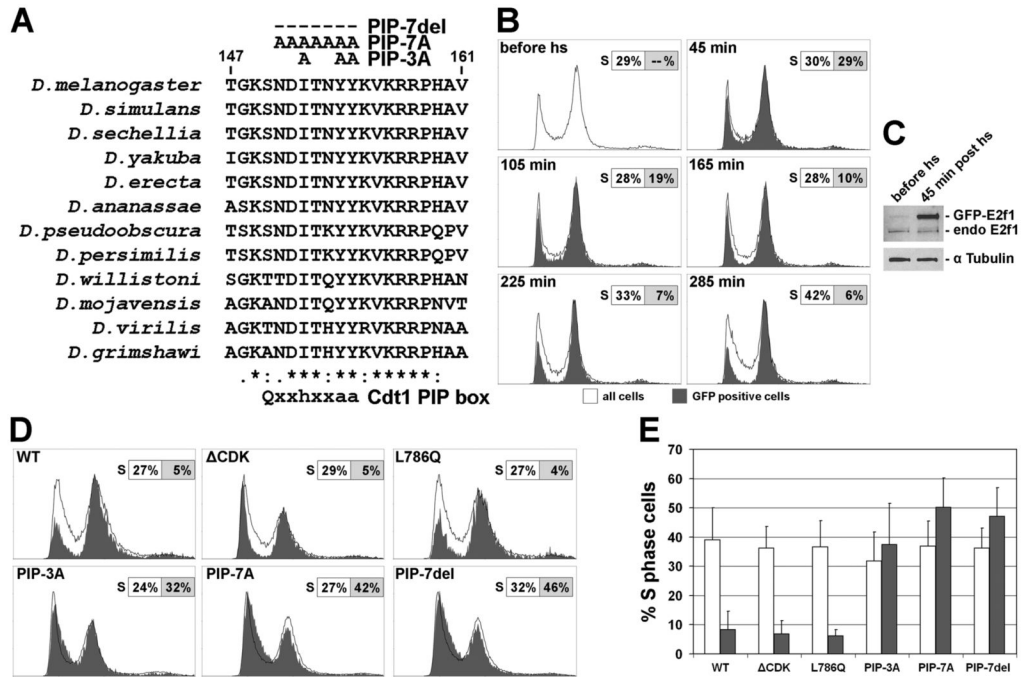 A
------- PIP-7del
AAAAAAA PIP-7A
A AA PIP-3A
147 161
D.melanogaster TGKSNDITNYYKVKRRPHAV
D.simulans TGKSNDITNYYKVKRRPHAV
D.sechellia TGKSNDITNYYKVKRRPHAV
D.yakuba IGKSNDITNYYKVKRRPHAV
D.erecta TGKSNDITNYYKVKRRPHAV
D.ananassae ASKSNDITNYYKVKRRPHAV
D.pseudoobscura TSKSNDITNYYKVKRRPQPV
D.persimilis TSKSNDITNYYKVKRRPQPV
D.willistoni SGKTTDITQYYKVKRRPHAN
D.mojavensis AGKANDITQYYKVKRRPNVT
D.virilis AGKTNDITHYYRVKRRPNAA
D.grimshawi AGKANDITHYYKVKRRPHAA
.*:.*** **:*****:
Qxxhxxaa Cdt1 PIP box
B
before hs S 29% --%
45 min S 30% 29%
105 min S 28% 19%
165 min S 28% 10%
225 min S 33% 7%
285 min S 42% 6%
all cells GFP positive cells
C
before hs
45 min post hs
- GFP-E2f1
- endo E2f1
- α Tubulin
D
WT S 27% 5%
ΔCDK S 29% 5%
L786Q S 27% 4%
PIP-3A S 24% 32%
PIP-7A S 27% 42%
PIP-7del S 32% 46%
E
% S phase cells
70
60
50
40
30
20
10
0
WT ΔCDK L786Q PIP-3A PIP-7A PIP-7del